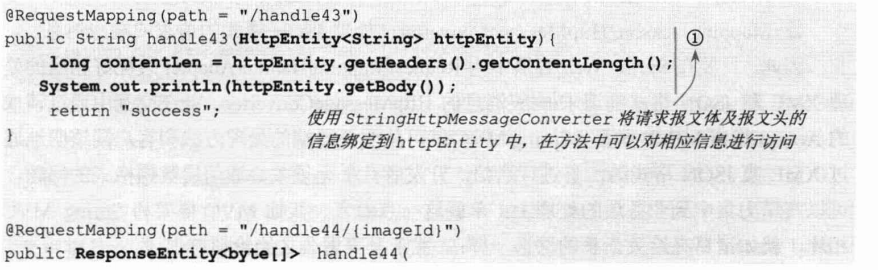 @RequestMapping(path = "/handle43")
public String handle43(HttpEntity<String> httpEntity){
long contentLen = httpEntity.getHeaders().getContentLength(); ①
System.out.println(httpEntity.getBody());
return "success";
使用 StringHttpMessageConverter 将请求报文体及报文头的
信息绑定到 httpEntity 中，在方法中可以对相应信息进行访问
}
@RequestMapping(path = "/handle44/{imageId}")
public ResponseEntity<byte[]> handle44(